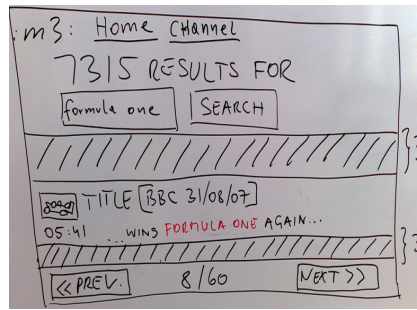 :m3: Home Channel
7315 RESULTS FOR
formula one SEARCH
TITLE [BBC 31/08/07]
05:41 ...WINS FORMULA ONE AGAIN...
<<PREV. 8/60 NEXT>>